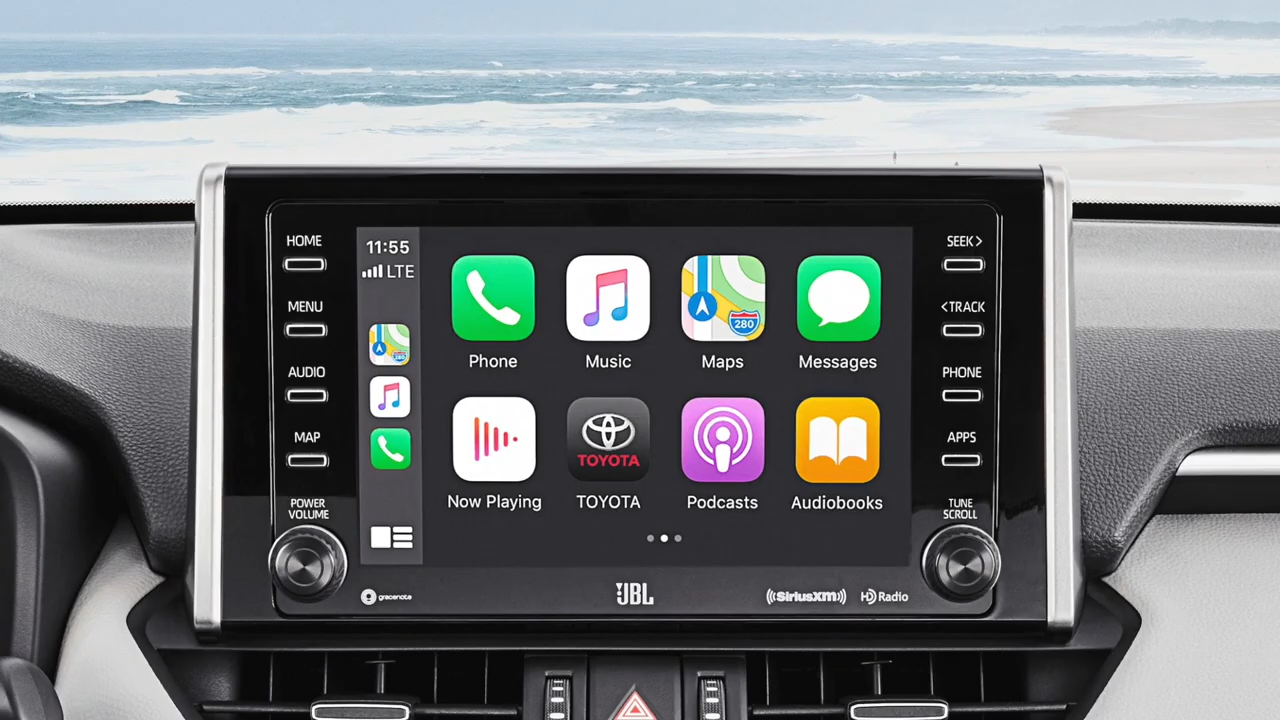 HOME
MENU
AUDIO
MAP
POWER
VOLUME
11:55
LTE
280
280
Phone
Music
Maps
Messages
TOYOTA
Now Playing
TOYOTA
Podcasts
Audiobooks
SEEK>
<TRACK
PHONE
APPS
TUNE
SCROLL
gracenote
JBL
((SiriusXM))
HD Radio